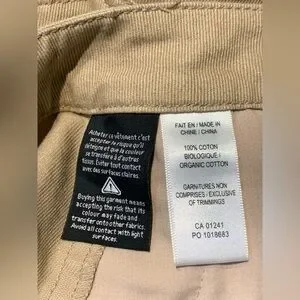 Acheter ce vêtement c'est
accepter le risque qu'il
déteigne et que la couleur
se transfère à d'autres
tissus. Éviter tout contact
avec des surfaces claires.
Buying this garment means
accepting the risk that its
colour may fade and
transfer onto other fabrics.
Avoid all contact with light
surfaces.
FAIT EN / MADE IN
CHINE / CHINA
100% COTON
BIOLOGIQUE /
ORGANIC COTTON
GARNITURES NON
COMPRISES / EXCLUSIVE
OF TRIMMINGS
CA 01241
PO 1018683